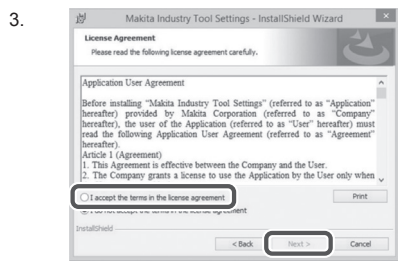 3.
Makita Industry Tool Settings - InstallShield Wizard
License Agreement
Please read the following license agreement carefully.
Application User Agreement
Before installing "Makita Industry Tool Settings" (referred to as "Application"
hereafter) provided by Makita Corporation (referred to as "Company"
hereafter), the user of the Application (referred to as "User" hereafter) must
read the following Application User Agreement (referred to as "Agreement"
hereafter).
Article 1 (Agreement)
1. This Agreement is effective between the Company and the User.
2. The Company grants a license to use the Application by the User only when
I accept the terms in the license agreement
Print
I do not accept the terms in the license agreement
InstallShield
< Back
Next >
Cancel